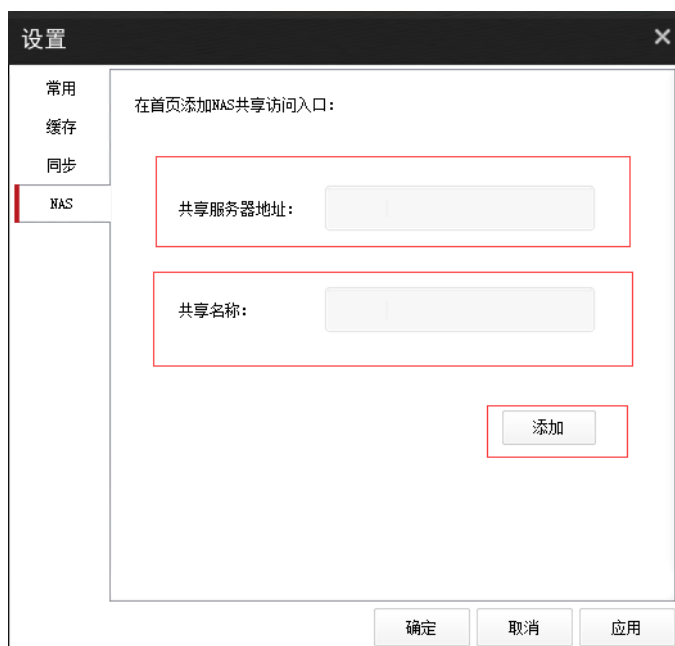 设置
常用
缓存
同步
NAS
在首页添加NAS共享访问入口：
共享服务器地址：
共享名称：
添加
确定
取消
应用